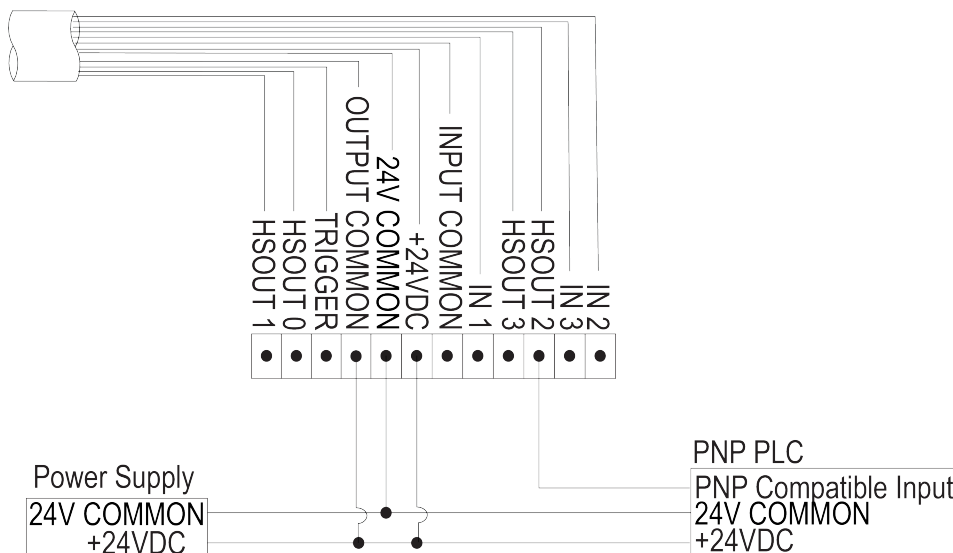 HSOUT 1
HSOUT 0
TRIGGER
OUTPUT COMMON
24V COMMON
+24VDC
INPUT COMMON
IN 1
HSOUT 3
HSOUT 2
IN 3
IN 2
Power Supply
24V COMMON
+24VDC
PNP PLC
PNP Compatible Input
24V COMMON
+24VDC